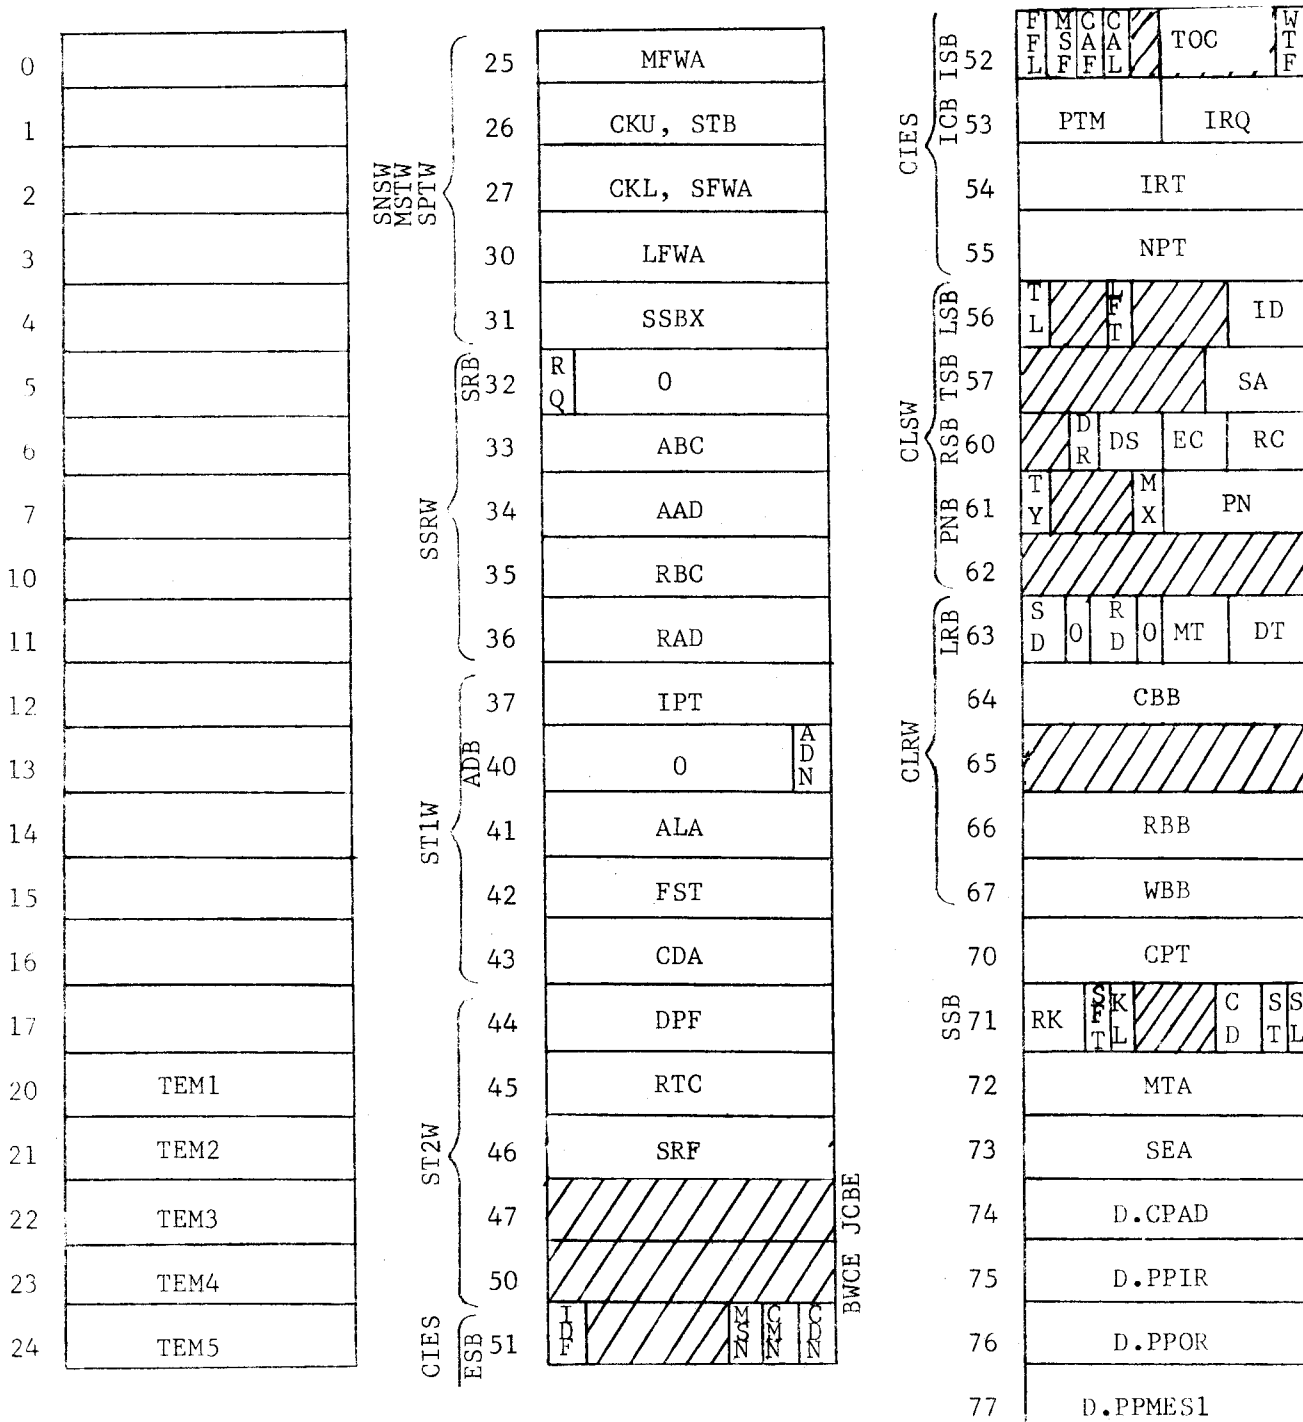 0
1
2
3
4
5
6
7
10
11
12
13
14
15
16
17
20 TEM1
21 TEM2
22 TEM3
23 TEM4
24 TEM5
SNSW
MSTW
SPTW
25 MFWA
26 CKU, STB
27 CKL, SFWA
30 LFWA
31 SSBX
SSRW
SRB 32 RQ 0
33 ABC
34 AAD
35 RBC
36 RAD
ST1W
37 IPT
ADB 40 0 ADN
41 ALA
42 FST
43 CDA
ST2W
44 DPF
45 RTC
46 SRF
47 JCBE
50 BWCE
CIES
ESB 51 IDF MSN CMN CDN
CIES
ISB 52 FFL MSF CAF CAL TOC WTF
ICB 53 PTM IRQ
54 IRT
55 NPT
CLSW
LSB 56 TL LFT ID
TSB 57 SA
RSB 60 DR DS EC RC
PNB 61 TY MX PN
62
CLRW
LRB 63 SD 0 RD 0 MT DT
64 CBB
65
66 RBB
67 WBB
70 CPT
SSB 71 RK SFT KL CD ST SL
72 MTA
73 SEA
74 D.CPAD
75 D.PPIR
76 D.PPOR
77 D.PPMES1